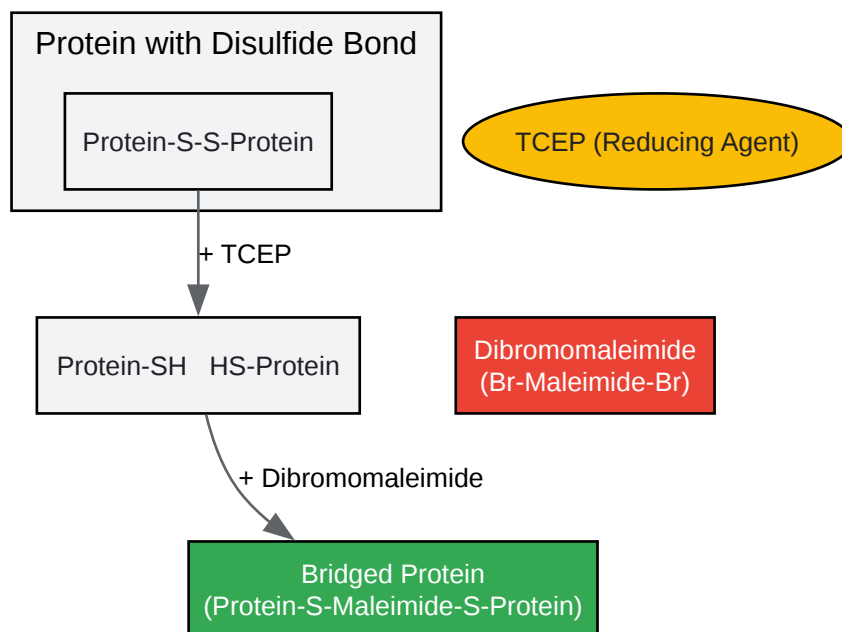 Protein with Disulfide Bond
Protein-S-S-Protein
TCEP (Reducing Agent)
+ TCEP
Protein-SH   HS-Protein
Dibromomaleimide
(Br-Maleimide-Br)
+ Dibromomaleimide
Bridged Protein
(Protein-S-Maleimide-S-Protein)